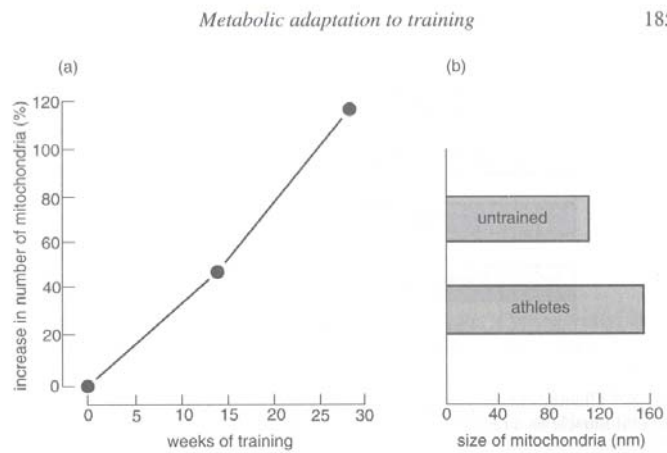 Metabolic adaptation to training
185
(a)
increase in number of mitochondria (%)
120
100
80
60
40
20
0
0 5 10 15 20 25 30
weeks of training
(b)
untrained
athletes
0 40 80 120 160
size of mitochondria (nm)